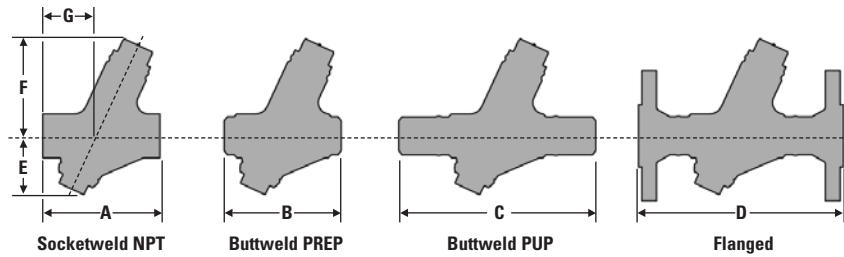 G
F
E
A
B
C
D
Socketweld NPT
Buttweld PREP
Buttweld PUP
Flanged